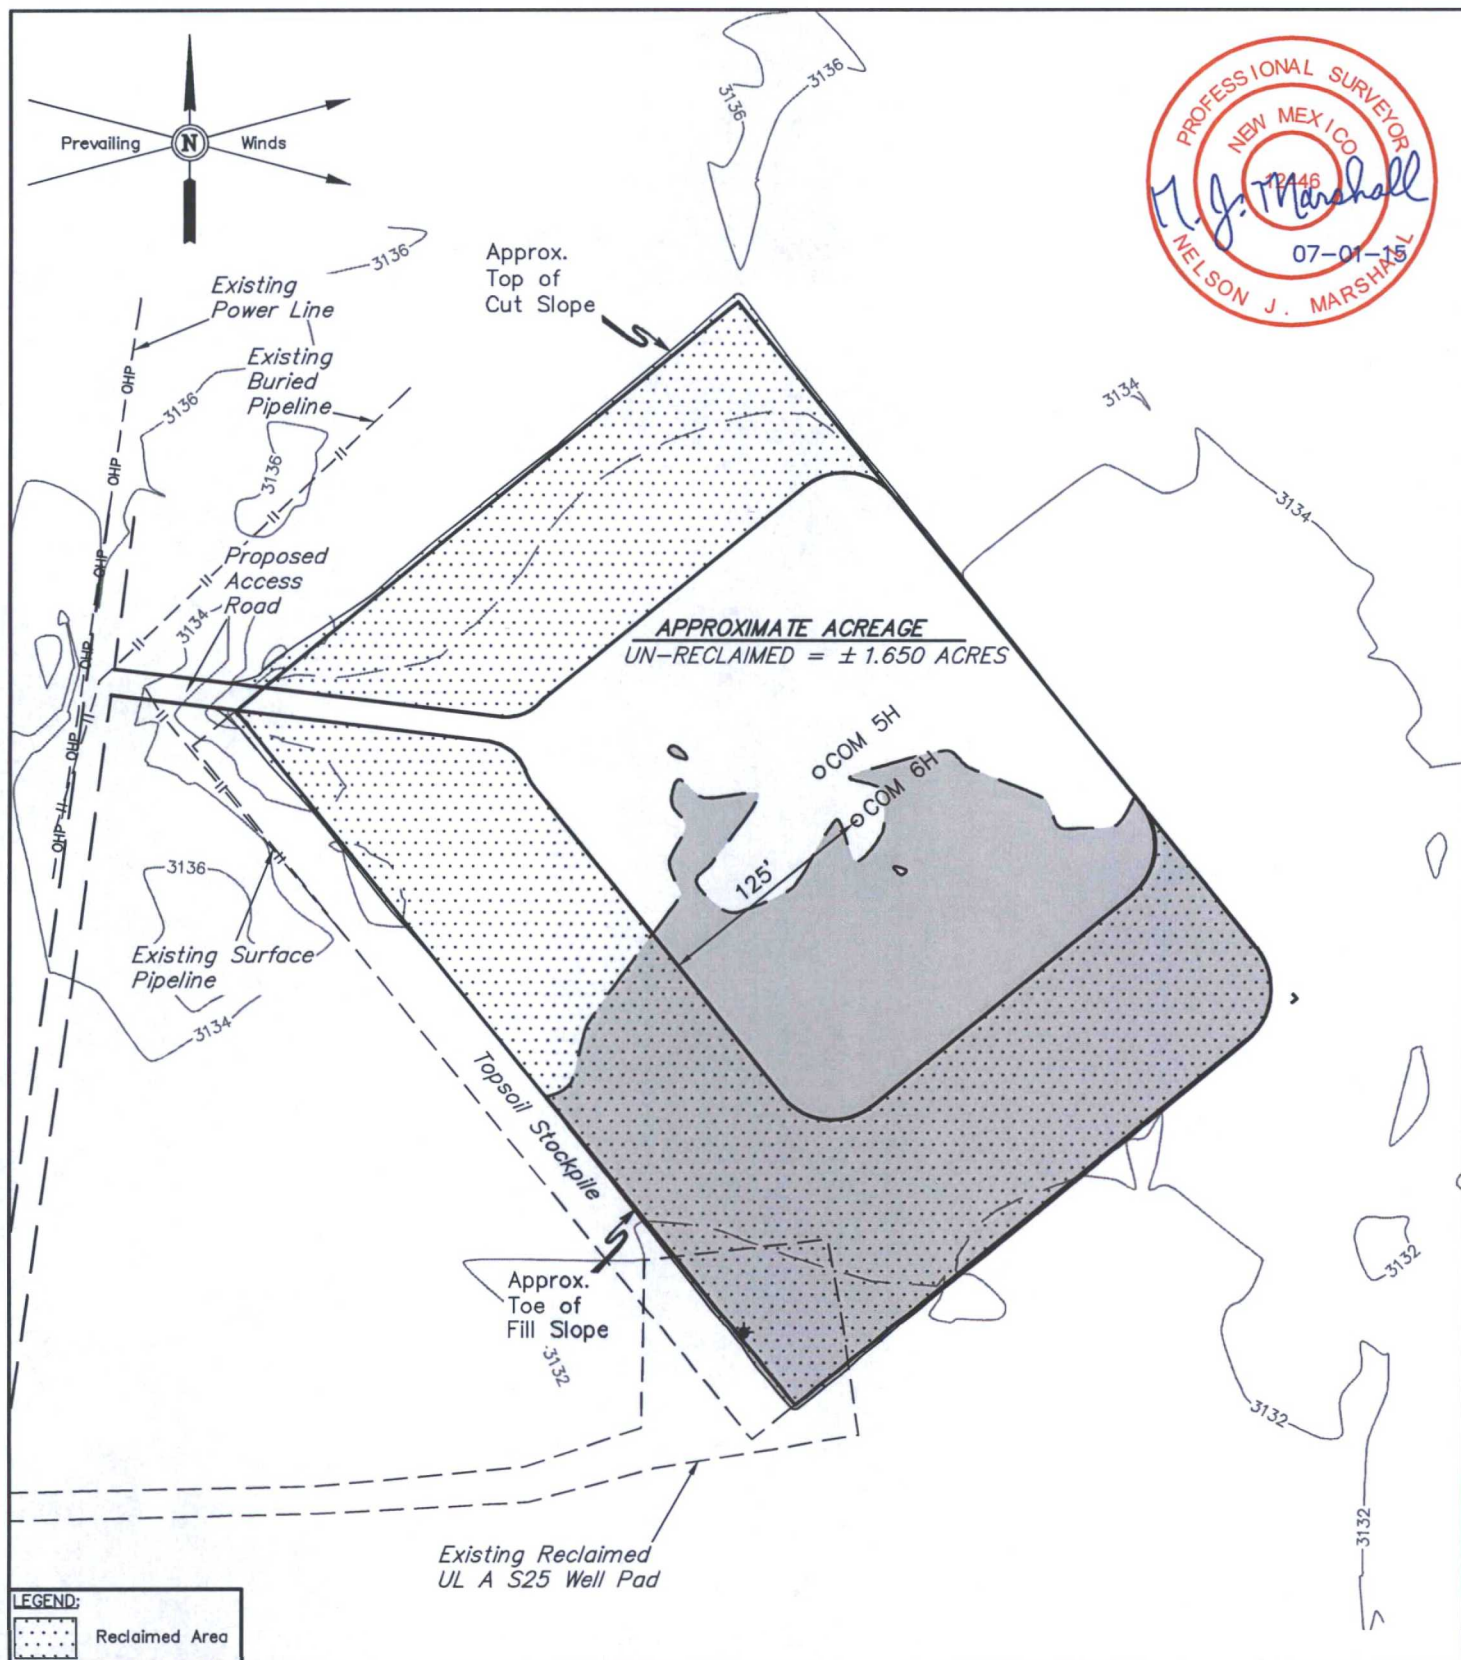 3136
3136
PROFESSIONAL SURVEYOR
NEW MEXICO
12446
N. J. Marshall
07-01-15
NELSON J. MARSHALL
Prevailing
N
Winds
3136
Approx.
Top of
Cut Slope
Existing
Power Line
Existing
Buried
Pipeline
OHP
3136
3134
OHP
3136
3134
OHP
Proposed
Access
Road
3134
OHP
APPROXIMATE ACREAGE
UN-RECLAIMED = ± 1.650 ACRES
OHP
COM 5H
COM 6H
OHP
3136
125'
Existing Surface
Pipeline
3134
Topsoil Stockpile
Approx.
Toe of
Fill Slope
3132
3132
3132
3132
Existing Reclaimed
UL A S25 Well Pad
LEGEND:
Reclaimed Area